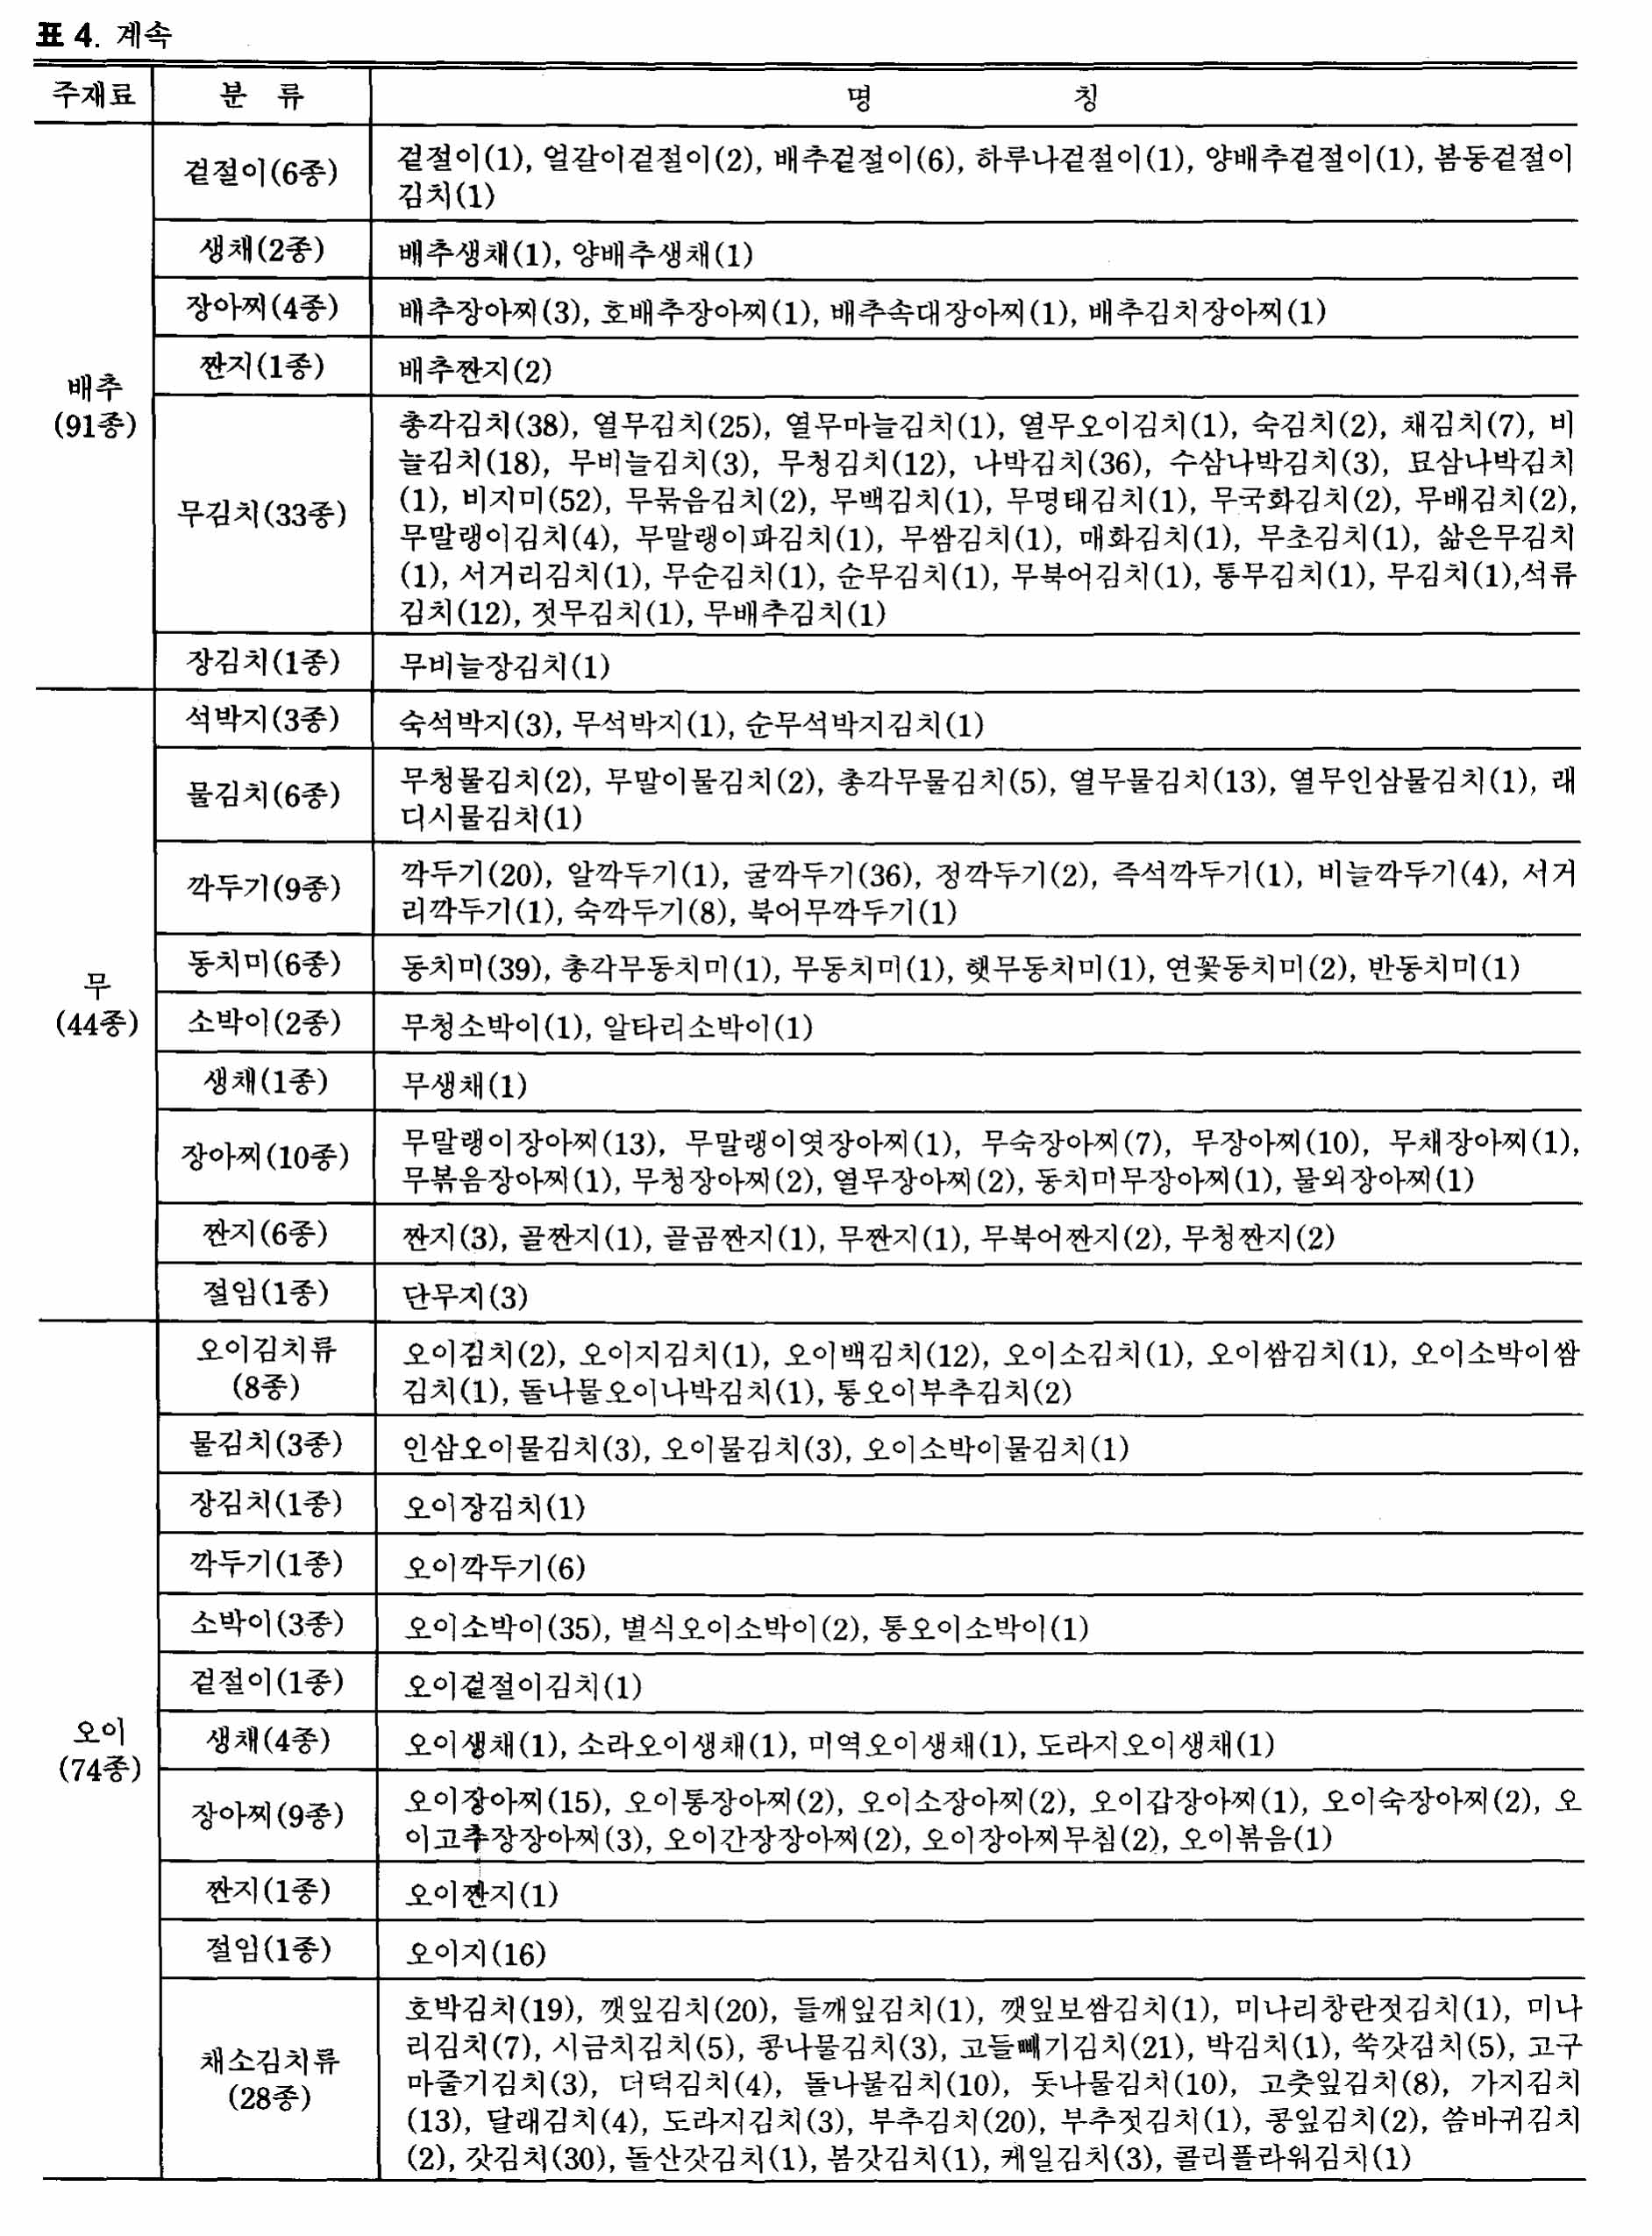 표 4. 계속
주재료 분 류 명 칭
겉절이(6종)
겉절이(1), 얼갈이겉절이(2), 배추겉절이(6), 하루나겉절이(1), 양배추겉절이(1), 봄동겉절이
김치(1)
생채(2종) 배추생채(1), 양배추생채(1)
장아찌(4종) 배추장아찌(3), 호배추장아찌(1), 배추속대장아찌(1), 배추김치장아찌(1)
짠지(1종) 배추짠지(2)
배추
(91종)
무김치(33종)
총각김치(38), 열무김치(25), 열무마늘김치(1), 열무오이김치(1), 숙김치(2), 채김치(7), 비
늘김치(18), 무비늘김치(3), 무청김치(12), 나박김치(36), 수삼나박김치(3), 묘삼나박김치
(1), 비지미(52), 무묶음김치(2), 무백김치(1), 무명태김치(1), 무국화김치(2), 무배김치(2),
무말랭이김치(4), 무말랭이파김치(1), 무쌈김치(1), 매화김치(1), 무초김치(1), 삶은무김치
(1), 서거리김치(1), 무순김치(1), 순무김치(1), 무북어김치(1), 통무김치(1), 무김치(1),석류
김치(12), 젓무김치(1), 무배추김치(1)
장김치(1종) 무비늘장김치(1)
석박지(3종) 숙석박지(3), 무석박지(1), 순무석박지김치(1)
물김치(6종)
무청물김치(2), 무말이물김치(2), 총각무물김치(5), 열무물김치(13), 열무인삼물김치(1), 래
디시물김치(1)
깍두기(9종)
깍두기(20), 알깍두기(1), 굴깍두기(36), 정깍두기(2), 즉석깍두기(1), 비늘깍두기(4), 서거
리깍두기(1), 숙깍두기(8), 북어무깍두기(1)
동치미(6종) 동치미(39), 총각무동치미(1), 무동치미(1), 햇무동치미(1), 연꽃동치미(2), 반동치미(1)
무
(44종)
소박이(2종) 무청소박이(1), 알타리소박이(1)
생채(1종) 무생채(1)
장아찌(10종)
무말랭이장아찌(13), 무말랭이엿장아찌(1), 무숙장아찌(7), 무장아찌(10), 무채장아찌(1),
무볶음장아찌(1), 무청장아찌(2), 열무장아찌(2), 동치미무장아찌(1), 물외장아찌(1)
짠지(6종) 짠지(3), 골짠지(1), 골곰짠지(1), 무짠지(1), 무북어짠지(2), 무청짠지(2)
절임(1종) 단무지(3)
오이김치류
(8종)
오이김치(2), 오이지김치(1), 오이백김치(12), 오이소김치(1), 오이쌈김치(1), 오이소박이쌈
김치(1), 돌나물오이나박김치(1), 통오이부추김치(2)
물김치(3종) 인삼오이물김치(3), 오이물김치(3), 오이소박이물김치(1)
장김치(1종) 오이장김치(1)
깍두기(1종) 오이깍두기(6)
소박이(3종) 오이소박이(35), 별식오이소박이(2), 통오이소박이(1)
겉절이(1종) 오이겉절이김치(1)
오이
(74종)
생채(4종) 오이생채(1), 소라오이생채(1), 미역오이생채(1), 도라지오이생채(1)
장아찌(9종)
오이장아찌(15), 오이통장아찌(2), 오이소장아찌(2), 오이갑장아찌(1), 오이숙장아찌(2), 오
이고추장장아찌(3), 오이간장장아찌(2), 오이장아찌무침(2), 오이볶음(1)
짠지(1종) 오이짠지(1)
절임(1종) 오이지(16)
채소김치류
(28종)
호박김치(19), 깻잎김치(20), 들깨잎김치(1), 깻잎보쌈김치(1), 미나리창란젓김치(1), 미나
리김치(7), 시금치김치(5), 콩나물김치(3), 고들빼기김치(21), 박김치(1), 쑥갓김치(5), 고구
마줄기김치(3), 더덕김치(4), 돌나물김치(10), 돗나물김치(10), 고춧잎김치(8), 가지김치
(13), 달래김치(4), 도라지김치(3), 부추김치(20), 부추젓김치(1), 콩잎김치(2), 씀바귀김치
(2), 갓김치(30), 돌산갓김치(1), 봄갓김치(1), 케일김치(3), 콜리플라워김치(1)